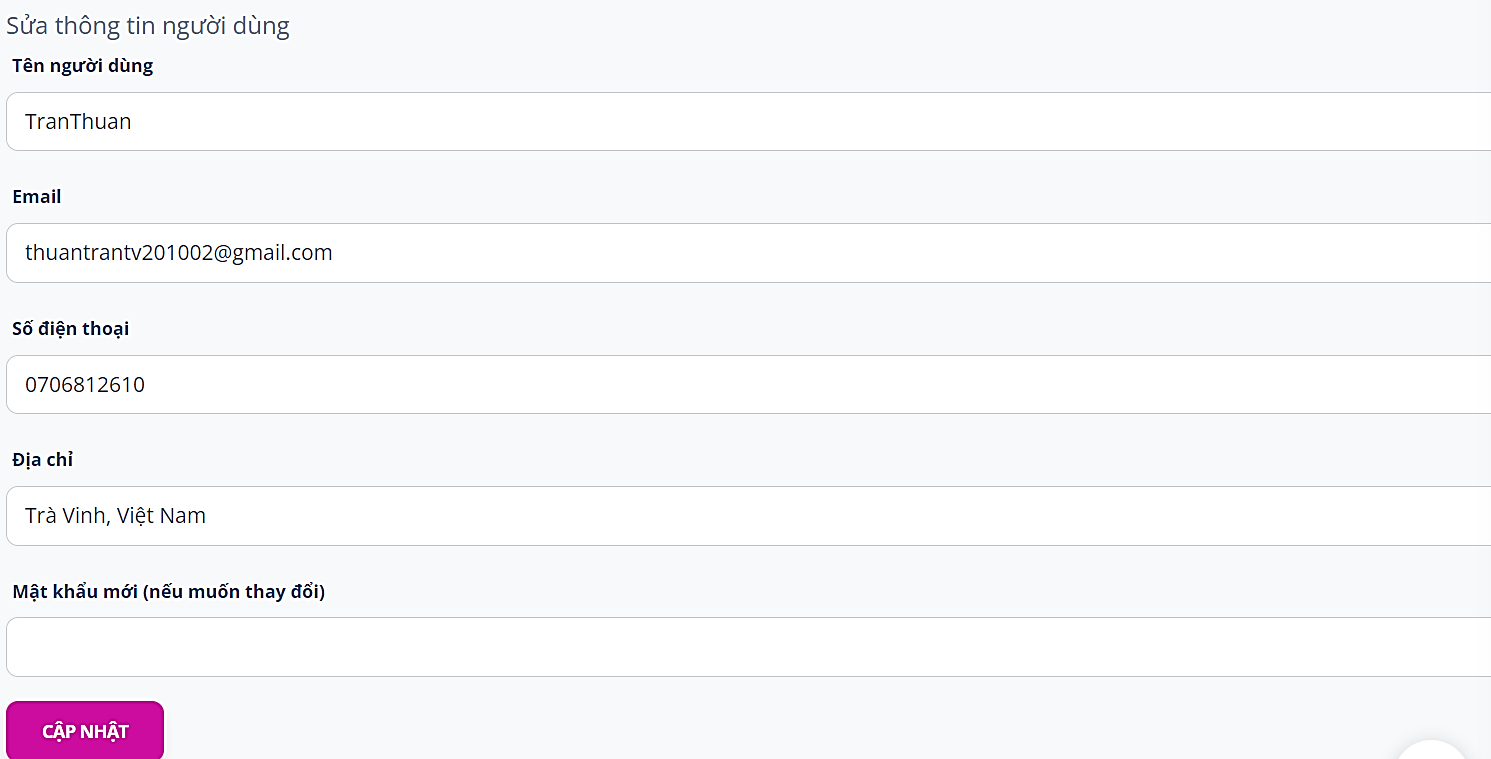 Sửa thông tin người dùng
Tên người dùng
TranThuan
Email
thuantrantv201002@gmail.com
Số điện thoại
0706812610
Địa chỉ
Trà Vinh, Việt Nam
Mật khẩu mới (nếu muốn thay đổi)
CẬP NHẬT